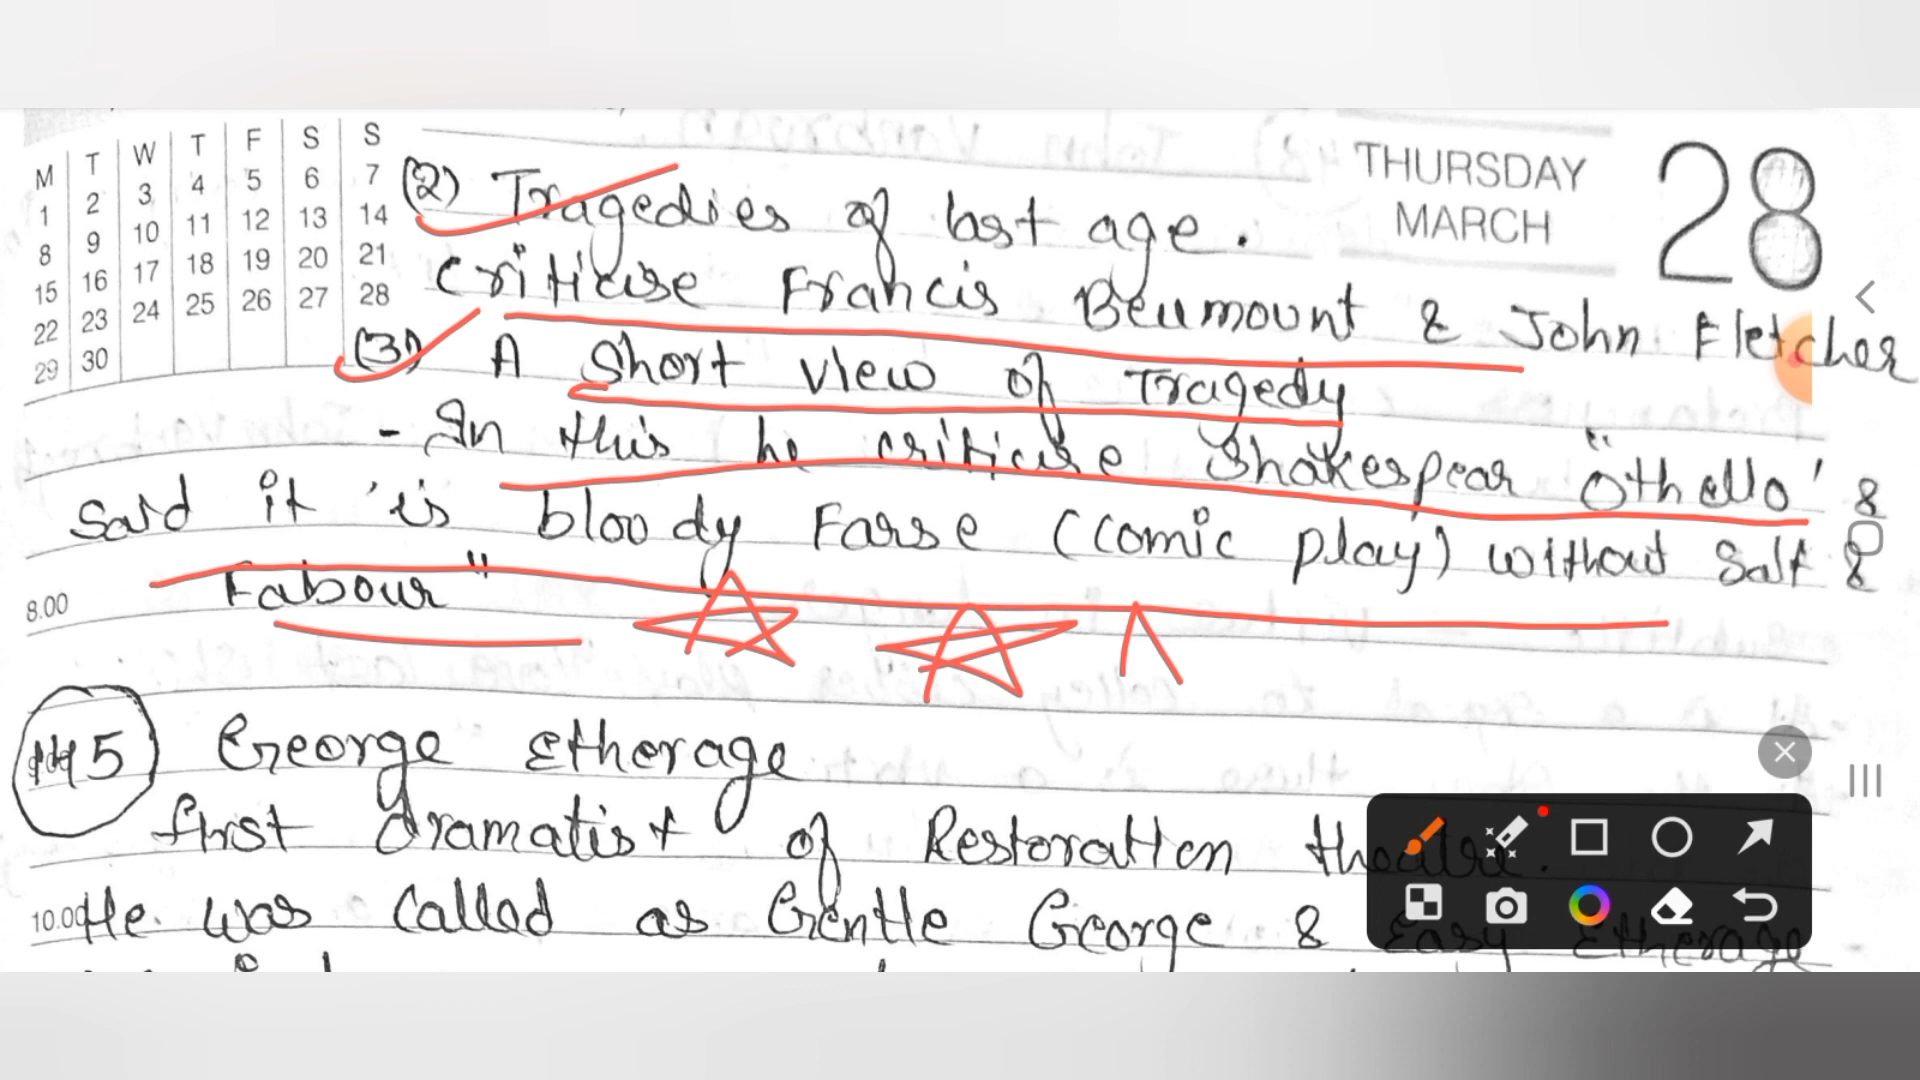 M T W T F S S
1 2 3 4 5 6 7
8 9 10 11 12 13 14
15 16 17 18 19 20 21
22 23 24 25 26 27 28
29 30
THURSDAY
MARCH
28
(2) Tragedies of last age.
Criticise Francis Beumount & John Fletcher
(3) A Short view of Tragedy
- In this he criticise Shakespear "Othello' &
Said it 'is bloody Farse (comic play) without Salt &
8.00 Fabour"
45 George Etherage
first dramatist of Restoration theatre.
10.00 He was called as Gentle George & Easy Etherage